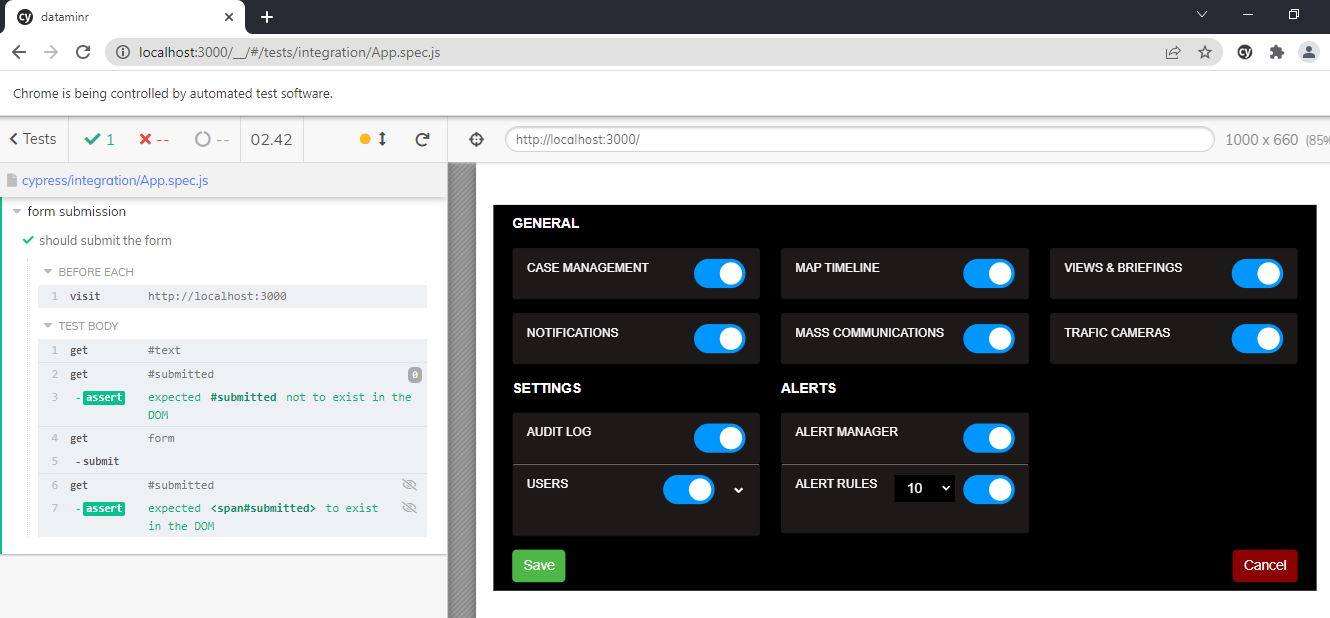 dataminr
localhost:3000/__/#/tests/integration/App.spec.js
Chrome is being controlled by automated test software.
Tests 1 -- -- 02.42 http://localhost:3000/ 1000 x 660 (85%
cypress/integration/App.spec.js
form submission
should submit the form
BEFORE EACH
1 visit http://localhost:3000
TEST BODY
1 get #text
2 get #submitted 0
3 -assert expected #submitted not to exist in the
DOM
4 get form
5 -submit
6 get #submitted
7 -assert expected <span#submitted> to exist
in the DOM
GENERAL
CASE MANAGEMENT MAP TIMELINE VIEWS & BRIEFINGS
NOTIFICATIONS MASS COMMUNICATIONS TRAFIC CAMERAS
SETTINGS ALERTS
AUDIT LOG ALERT MANAGER
USERS ALERT RULES 10
Save Cancel